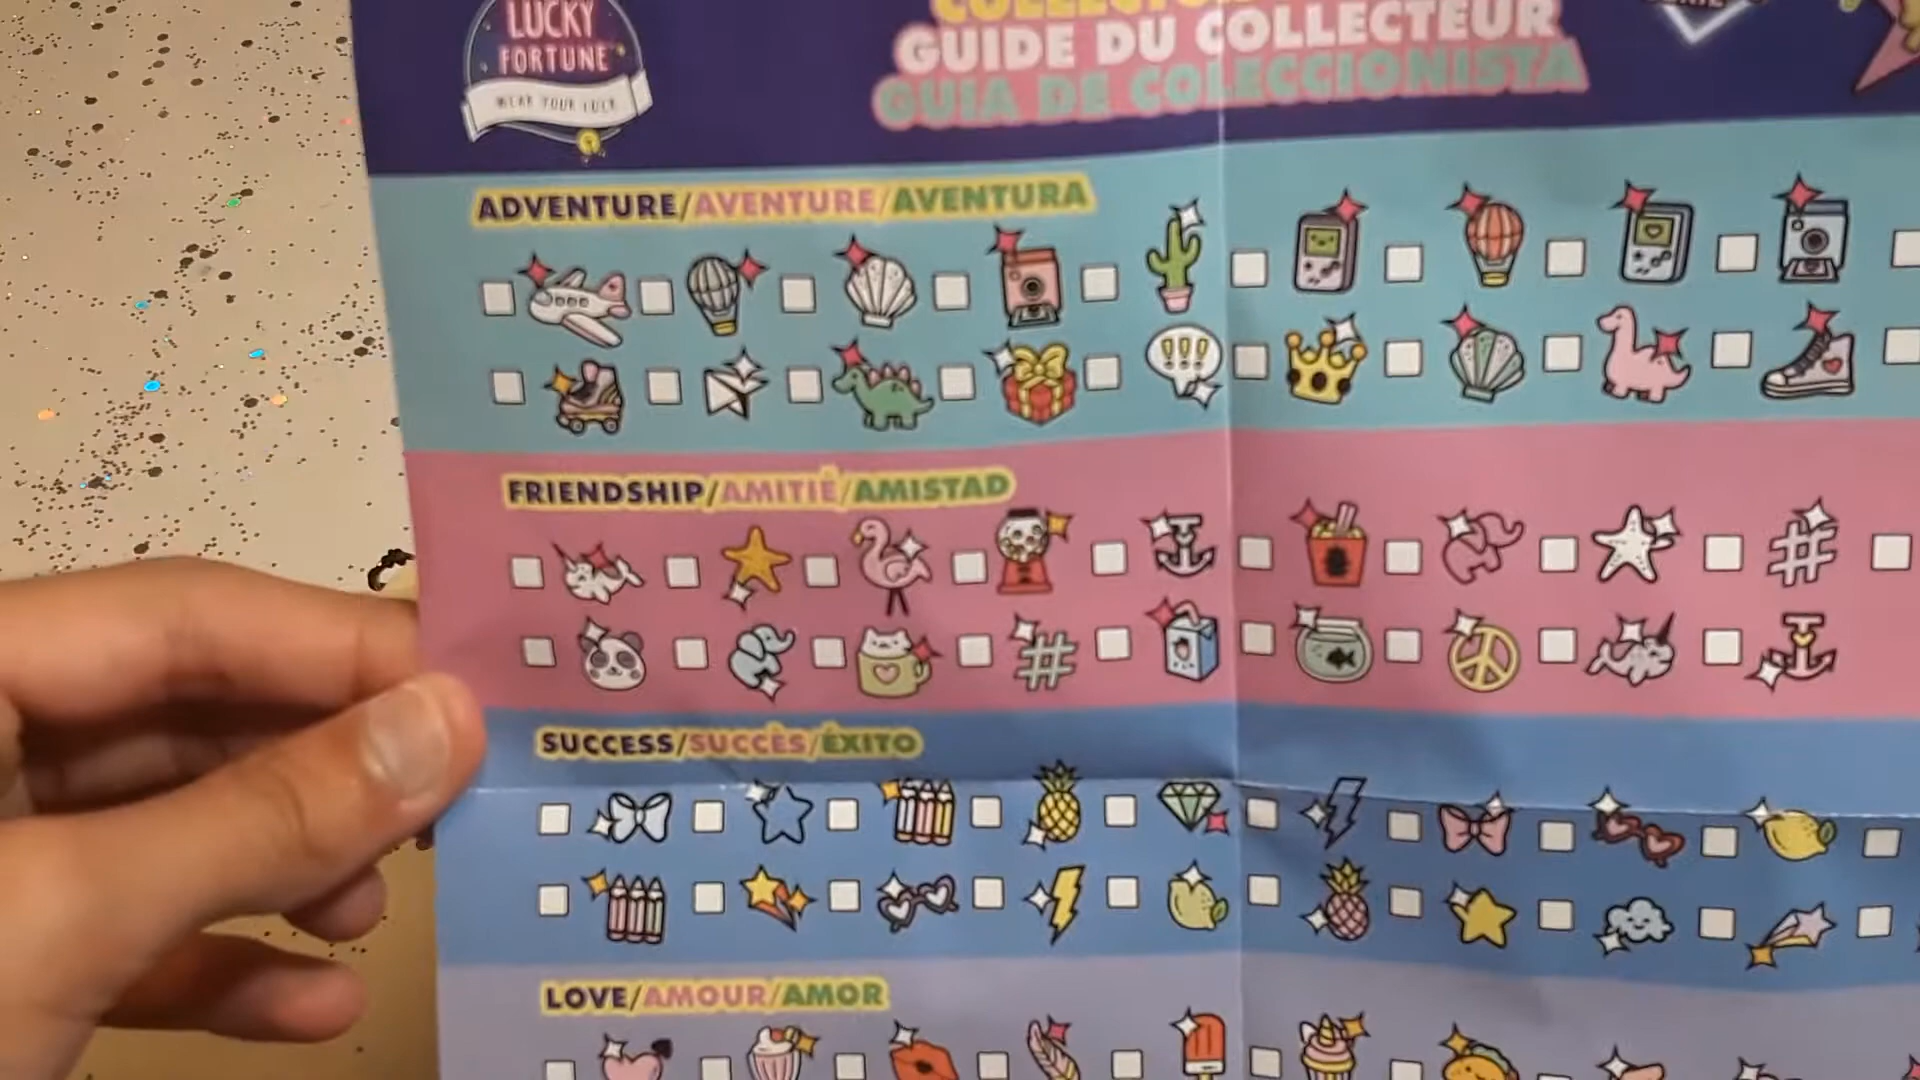 LUCKY
FORTUNE
WEAR YOUR LUCK
GUIDE DU COLLECTEUR
GUIA DE COLECCIONISTA
ADVENTURE/AVENTURE/AVENTURA
!!!
FRIENDSHIP/AMITIÉ/AMISTAD
#
#
SUCCESS/SUCCÈS/ÉXITO
LOVE/AMOUR/AMOR